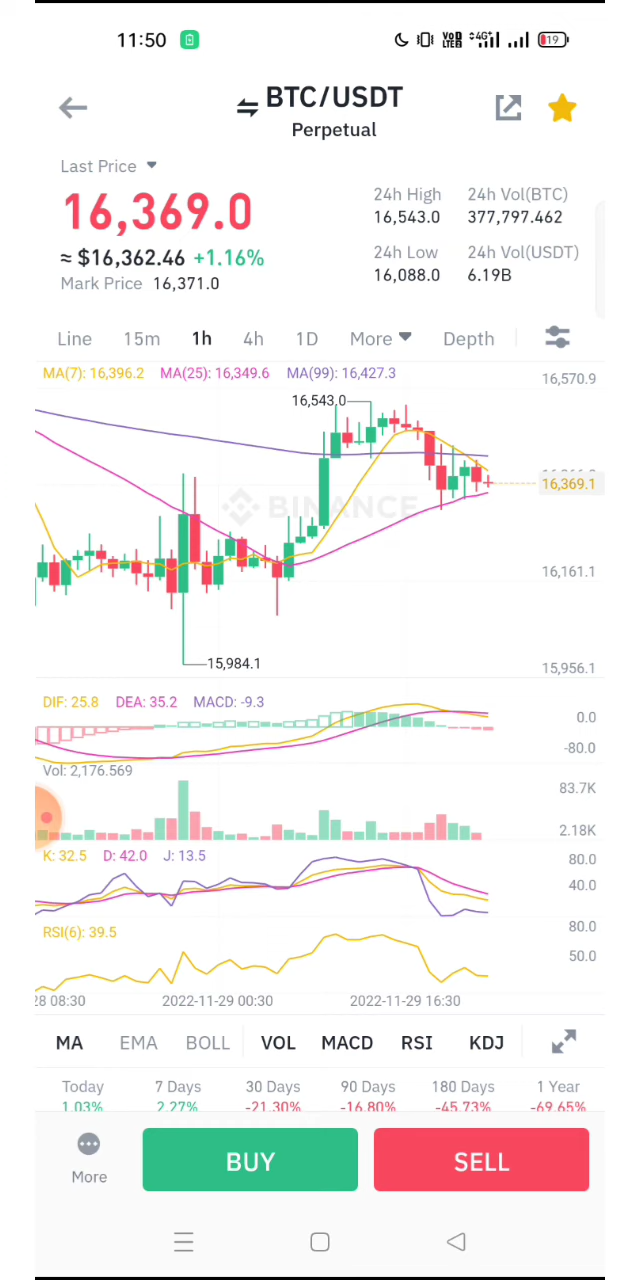 11:50
VoD LTE2 4G+ 19
BTC/USDT
Perpetual
Last Price
24h High 24h Vol(BTC)
16,369.0
16,543.0 377,797.462
≈ $16,362.46 +1.16%
24h Low 24h Vol(USDT)
Mark Price 16,371.0
16,088.0 6.19B
Line 15m 1h 4h 1D More Depth
MA(7): 16,396.2 MA(25): 16,349.6 MA(99): 16,427.3
16,570.9
16,543.0
16,369.1
BINANCE
16,161.1
15,984.1
15,956.1
DIF: 25.8 DEA: 35.2 MACD: -9.3
0.0
-80.0
Vol: 2,176.569
83.7K
2.18K
K: 32.5 D: 42.0 J: 13.5
80.0
40.0
RSI(6): 39.5
80.0
50.0
28 08:30 2022-11-29 00:30 2022-11-29 16:30
MA EMA BOLL VOL MACD RSI KDJ
Today 7 Days 30 Days 90 Days 180 Days 1 Year
1.03% 2.27% -21.30% -16.80% -45.73% -69.65%
More
BUY
SELL